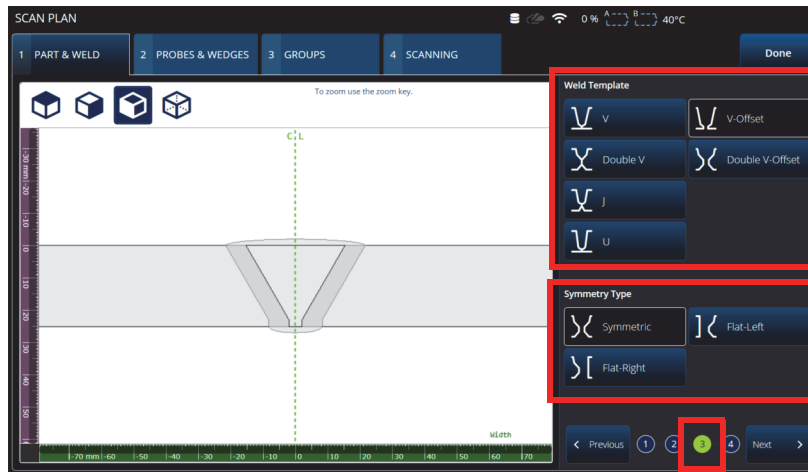 SCAN PLAN
0 % A B 40°C
1 PART & WELD 2 PROBES & WEDGES 3 GROUPS 4 SCANNING Done
To zoom use the zoom key.
Weld Template
V V-Offset
Double V Double V-Offset
J
U
Symmetry Type
Symmetric Flat-Left
Flat-Right
Previous 1 2 3 4 Next
C L
-30 mm -20 -10 0 10 20 30 40 50
Width
-70 mm -60 -50 -40 -30 -20 -10 0 10 20 30 40 50 60 70